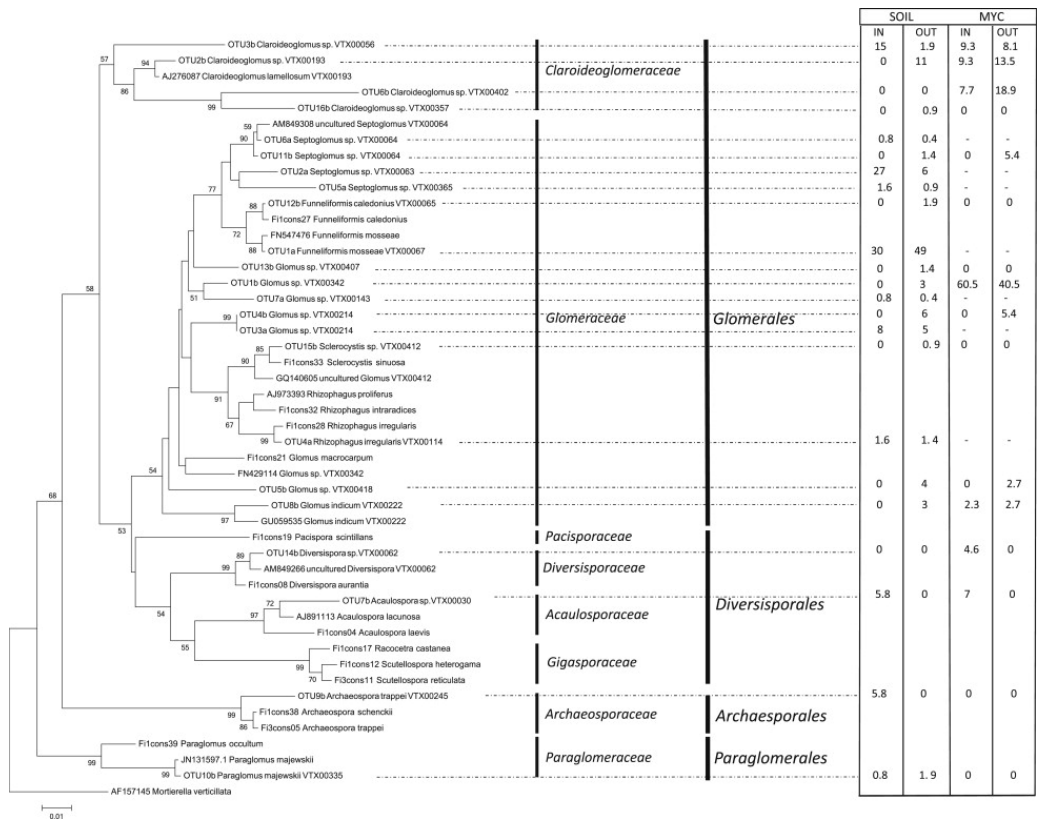 SOIL MYC
IN OUT IN OUT
57 OTU3b Claroideoglomus sp. VTX00056 15 1.9 9.3 8.1
94 OTU2b Claroideoglomus sp. VTX00193 0 11 9.3 13.5
AJ276087 Claroideoglomus lamellosum VTX00193 Claroideoglomeraceae
86 OTU6b Claroideoglomus sp. VTX00402 0 0 7.7 18.9
99 OTU16b Claroideoglomus sp. VTX00357 0 0.9 0 0
59 AM849308 uncultured Septoglomus VTX00064
90 OTU6a Septoglomus sp. VTX00064 0.8 0.4 - -
OTU11b Septoglomus sp. VTX00064 0 1.4 0 5.4
OTU2a Septoglomus sp. VTX00063 27 6 - -
77 OTU5a Septoglomus sp. VTX00365 1.6 0.9 - -
88 OTU12b Funneliformis caledonius VTX00065 0 1.9 0 0
Fi1cons27 Funneliformis caledonius
72 FN547476 Funneliformis mosseae
88 OTU1a Funneliformis mosseae VTX00067 30 49 - -
OTU13b Glomus sp. VTX00407 0 1.4 0 0
58 OTU1b Glomus sp. VTX00342 0 3 60.5 40.5
51 OTU7a Glomus sp. VTX00143 0.8 0.4 - -
99 OTU4b Glomus sp. VTX00214 Glomeraceae Glomerales 0 6 0 5.4
OTU3a Glomus sp. VTX00214 8 5 - -
85 OTU15b Sclerocystis sp. VTX00412 0 0.9 0 0
90 Fi1cons33 Sclerocystis sinuosa
GQ140605 uncultured Glomus VTX00412
91 AJ973393 Rhizophagus proliferus
Fi1cons32 Rhizophagus intraradices
67 Fi1cons28 Rhizophagus irregularis
99 OTU4a Rhizophagus irregularis VTX00114 1.6 1.4 - -
Fi1cons21 Glomus macrocarpum
54 FN429114 Glomus sp. VTX00342
OTU5b Glomus sp. VTX00418 0 4 0 2.7
68 OTU8b Glomus indicum VTX00222 0 3 2.3 2.7
97 GU059535 Glomus indicum VTX00222
53 Fi1cons19 Pacispora scintillans Pacisporaceae
89 OTU14b Diversispora sp. VTX00062 0 0 4.6 0
99 AM849266 uncultured Diversispora VTX00062 Diversisporaceae
Fi1cons08 Diversispora aurantia
72 OTU7b Acaulospora sp. VTX00030 Diversisporales 5.8 0 7 0
54 97 AJ891113 Acaulospora lacunosa Acaulosporaceae
Fi1cons04 Acaulospora laevis
55 Fi1cons17 Racocetra castanea
99 Fi1cons12 Scutellospora heterogama Gigasporaceae
70 Fi3cons11 Scutellospora reticulata
OTU9b Archaeospora trappei VTX00245 5.8 0 0 0
99 Fi1cons38 Archaeospora schenckii Archaeosporaceae Archaesporales
86 Fi3cons05 Archaeospora trappei
Fi1cons39 Paraglomus occultum
99 JN131597.1 Paraglomus majewskii Paraglomeraceae Paraglomerales
99 OTU10b Paraglomus majewskii VTX00335 0.8 1.9 0 0
AF157145 Mortierella verticillata
0.01